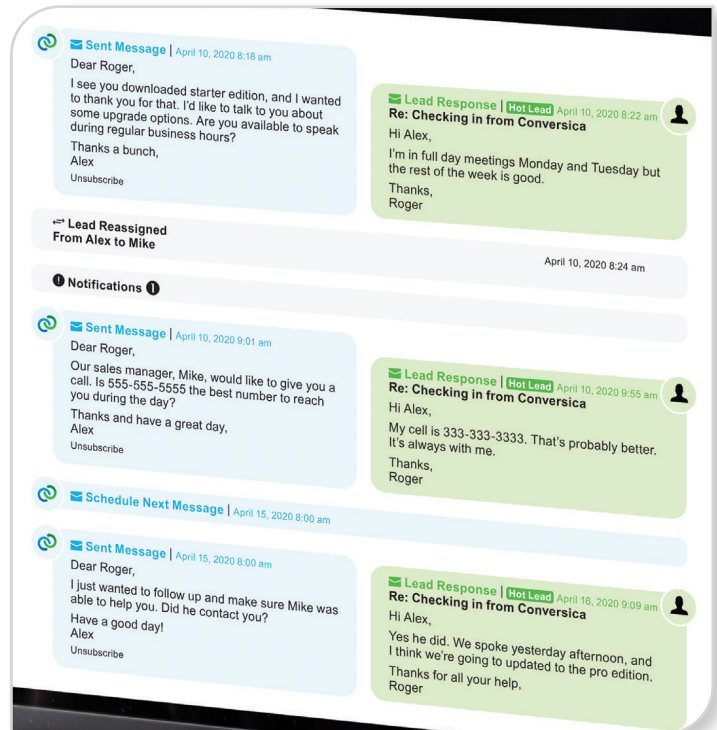 Sent Message | April 10, 2020 8:18 am
Dear Roger,
I see you downloaded starter edition, and I wanted
to thank you for that. I'd like to talk to you about
some upgrade options. Are you available to speak
during regular business hours?
Thanks a bunch,
Alex
Unsubscribe
Lead Response | Hot Lead April 10, 2020 8:22 am
Re: Checking in from Conversica
Hi Alex,
I'm in full day meetings Monday and Tuesday but
the rest of the week is good.
Thanks,
Roger
Lead Reassigned
From Alex to Mike
April 10, 2020 8:24 am
Notifications 1
Sent Message | April 10, 2020 9:01 am
Dear Roger,
Our sales manager, Mike, would like to give you a
call. Is 555-555-5555 the best number to reach
you during the day?
Thanks and have a great day,
Alex
Unsubscribe
Lead Response | Hot Lead April 10, 2020 9:55 am
Re: Checking in from Conversica
Hi Alex,
My cell is 333-333-3333. That's probably better.
It's always with me.
Thanks,
Roger
Schedule Next Message | April 15, 2020 8:00 am
Sent Message | April 15, 2020 8:00 am
Dear Roger,
I just wanted to follow up and make sure Mike was
able to help you. Did he contact you?
Have a good day!
Alex
Unsubscribe
Lead Response | Hot Lead April 16, 2020 9:09 am
Re: Checking in from Conversica
Hi Alex,
Yes he did. We spoke yesterday afternoon, and
I think we're going to updated to the pro edition.
Thanks for all your help,
Roger